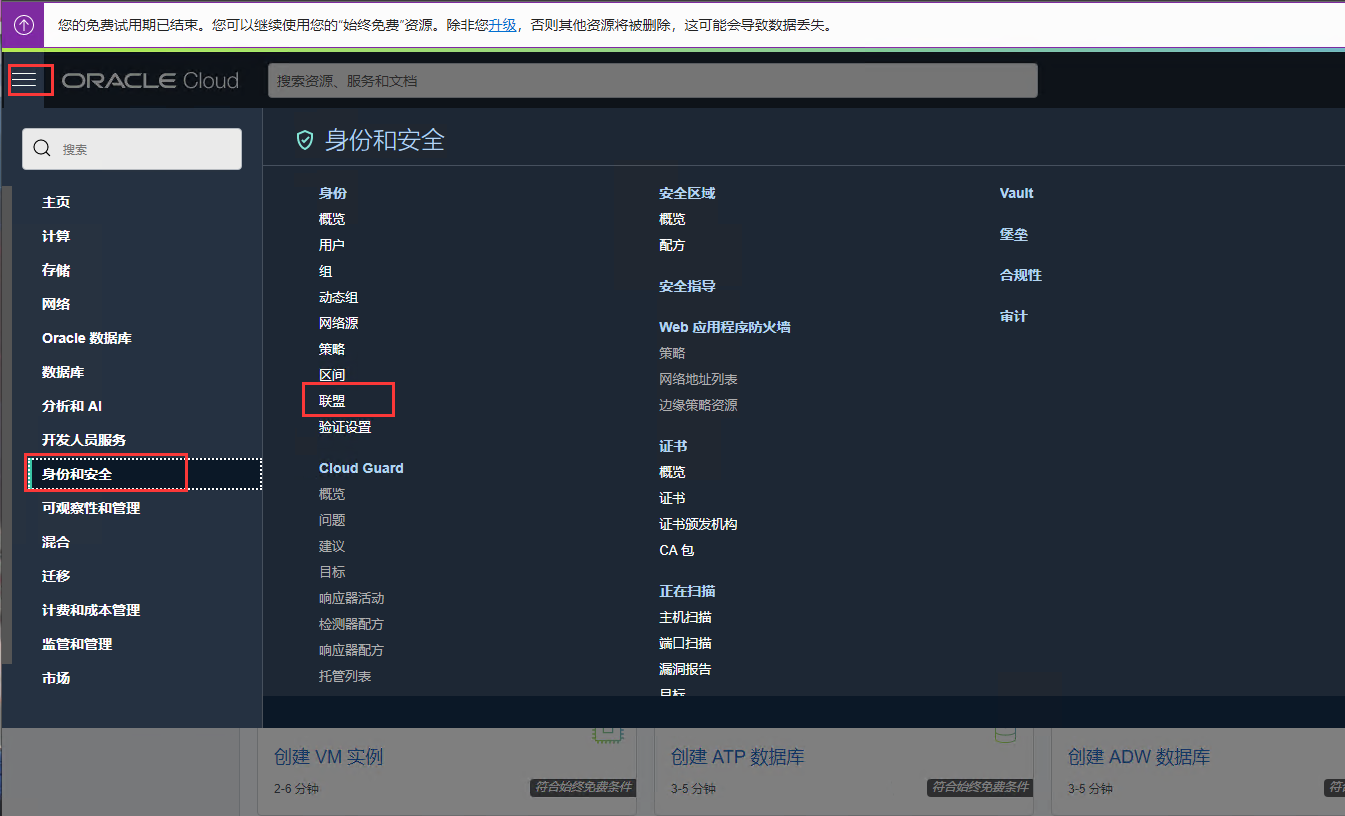 您的免费试用期已结束。您可以继续使用您的“始终免费”资源。除非您升级，否则其他资源将被删除，这可能会导致数据丢失。
ORACLE Cloud
搜索资源、服务和文档
搜索
主页
计算
存储
网络
Oracle 数据库
数据库
分析和 AI
开发人员服务
身份和安全
可观察性和管理
混合
迁移
计费和成本管理
监管和管理
市场
身份和安全
身份
概览
用户
组
动态组
网络源
策略
区间
联盟
验证设置
Cloud Guard
概览
问题
建议
目标
响应器活动
检测器配方
响应器配方
托管列表
安全区域
概览
配方
安全指导
Web 应用程序防火墙
策略
网络地址列表
边缘策略资源
证书
概览
证书
证书颁发机构
CA 包
正在扫描
主机扫描
端口扫描
漏洞报告
目标
Vault
堡垒
合规性
审计
创建 VM 实例
2-6 分钟
符合始终免费条件
创建 ATP 数据库
3-5 分钟
符合始终免费条件
创建 ADW 数据库
3-5 分钟
符